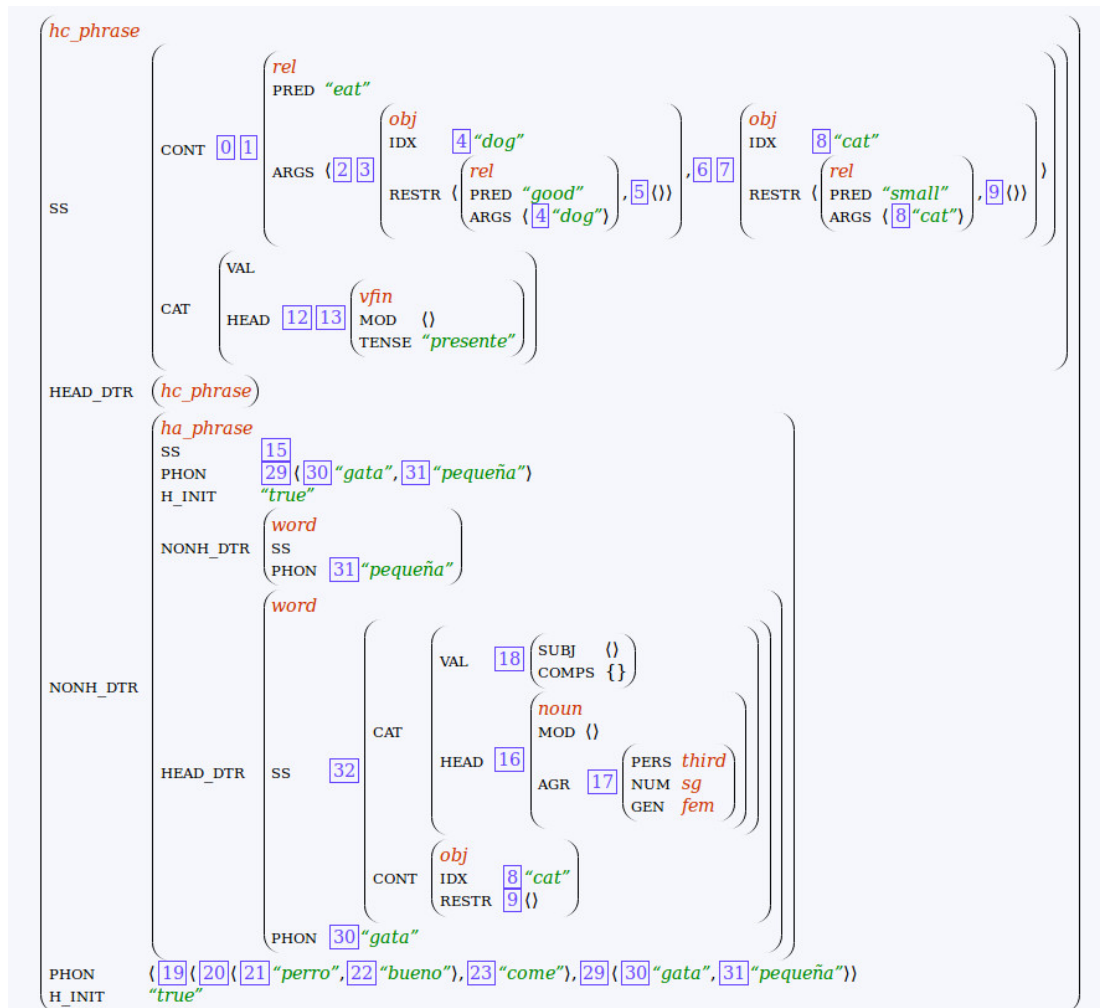 hc_phrase
rel
PRED "eat"
obj
IDX 4 "dog"
rel
PRED "good"
ARGS ⟨ 4 "dog"⟩
RESTR ⟨ , 5 ⟨⟩⟩
obj
IDX 8 "cat"
rel
PRED "small"
ARGS ⟨ 8 "cat"⟩
RESTR ⟨ , 9 ⟨⟩⟩
ARGS ⟨ 2 3 , 6 7 ⟩
CONT 0 1
SS
VAL
CAT
HEAD 12 13
vfin
MOD ⟨⟩
TENSE "presente"
HEAD_DTR hc_phrase
ha_phrase
SS 15
PHON 29 ⟨ 30 "gata", 31 "pequeña"⟩
H_INIT "true"
word
NONH_DTR SS
PHON 31 "pequeña"
word
VAL 18 SUBJ ⟨⟩
COMPS {}
CAT
noun
MOD ⟨⟩
HEAD 16
AGR 17
PERS third
NUM sg
GEN fem
NONH_DTR
HEAD_DTR SS 32
obj
CONT IDX 8 "cat"
RESTR 9 ⟨⟩
PHON 30 "gata"
PHON ⟨ 19 ⟨ 20 ⟨ 21 "perro", 22 "bueno"⟩, 23 "come"⟩, 29 ⟨ 30 "gata", 31 "pequeña"⟩⟩
H_INIT "true"